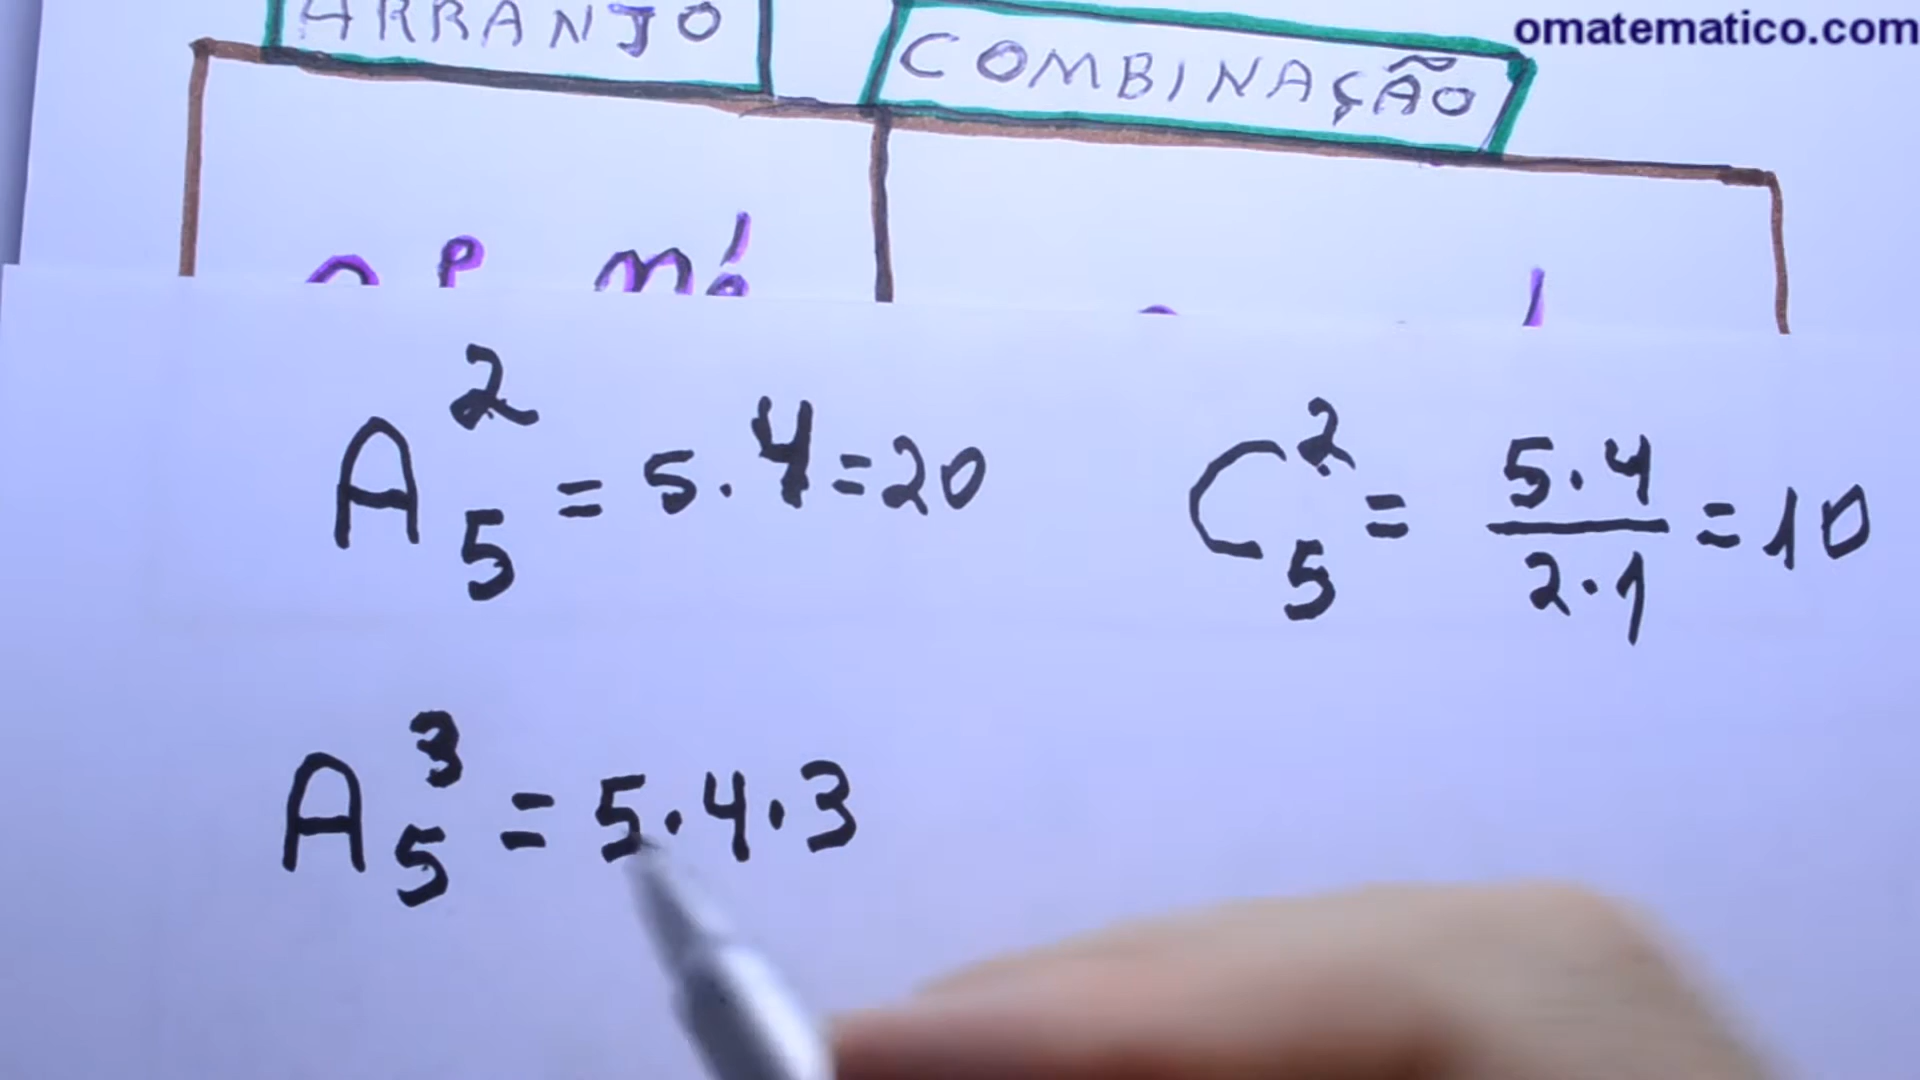 omatematico.com
ARRANJO
COMBINAÇÃO
A 2 5 = 5.4=20
C 2 5 = 5.4 / 2.1 = 10
A 3 5 = 5.4.3